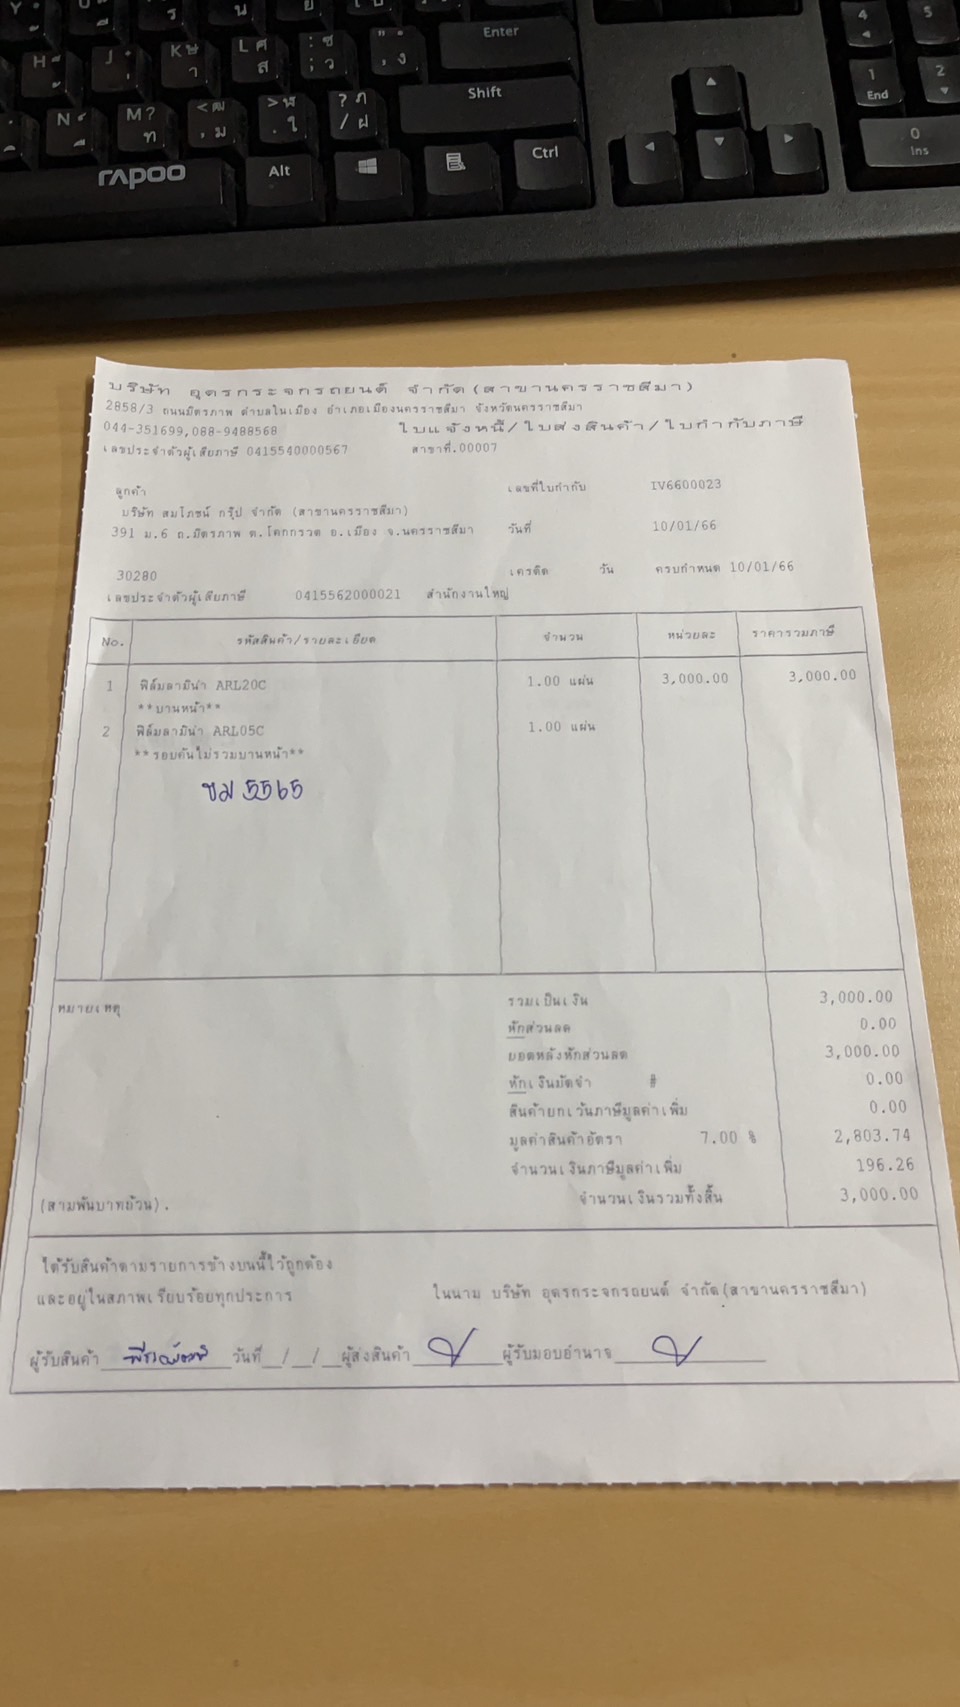 Enter
Shift
rapoo
Alt
Ctrl
1 End
0 Ins
บริษัท อุดรกระจกรถยนต์ จำกัด(สาขานครราชสีมา)
2858/3 ถนนมิตรภาพ ตำบลในเมือง อำเภอเมืองนครราชสีมา จังหวัดนครราชสีมา
044-351699,088-9488568 ใบแจ้งหนี้/ใบส่งสินค้า/ใบกำกับภาษี
เลขประจำตัวผู้เสียภาษี 0415540000567 สาขาที่.00007
ลูกค้า เลขที่ใบกำกับ IV6600023
บริษัท สมโภชน์ กรุ๊ป จำกัด (สาขานครราชสีมา)
391 ม.6 ถ.มิตรภาพ ต.โคกกรวด อ.เมือง จ.นครราชสีมา วันที่ 10/01/66
30280 เครดิต วัน ครบกำหนด 10/01/66
เลขประจำตัวผู้เสียภาษี 0415562000021 สำนักงานใหญ่
No. รหัสสินค้า/รายละเอียด จำนวน หน่วยละ ราคารวมภาษี
1 ฟิล์มลามิน่า ARL20C 1.00 แผ่น 3,000.00 3,000.00
**บานหน้า**
2 ฟิล์มลามิน่า ARL05C 1.00 แผ่น
**รอบคันไม่รวมบานหน้า**
ขม 5565
หมายเหตุ รวมเป็นเงิน 3,000.00
หักส่วนลด 0.00
ยอดหลังหักส่วนลด 3,000.00
หักเงินมัดจำ # 0.00
สินค้ายกเว้นภาษีมูลค่าเพิ่ม 0.00
มูลค่าสินค้าอัตรา 7.00 % 2,803.74
จำนวนเงินภาษีมูลค่าเพิ่ม 196.26
(สามพันบาทถ้วน). จำนวนเงินรวมทั้งสิ้น 3,000.00
ได้รับสินค้าตามรายการข้างบนนี้ไว้ถูกต้อง
และอยู่ในสภาพเรียบร้อยทุกประการ ในนาม บริษัท อุดรกระจกรถยนต์ จำกัด(สาขานครราชสีมา)
ผู้รับสินค้า วันที่__/__/__ผู้ส่งสินค้า ผู้รับมอบอำนาจ